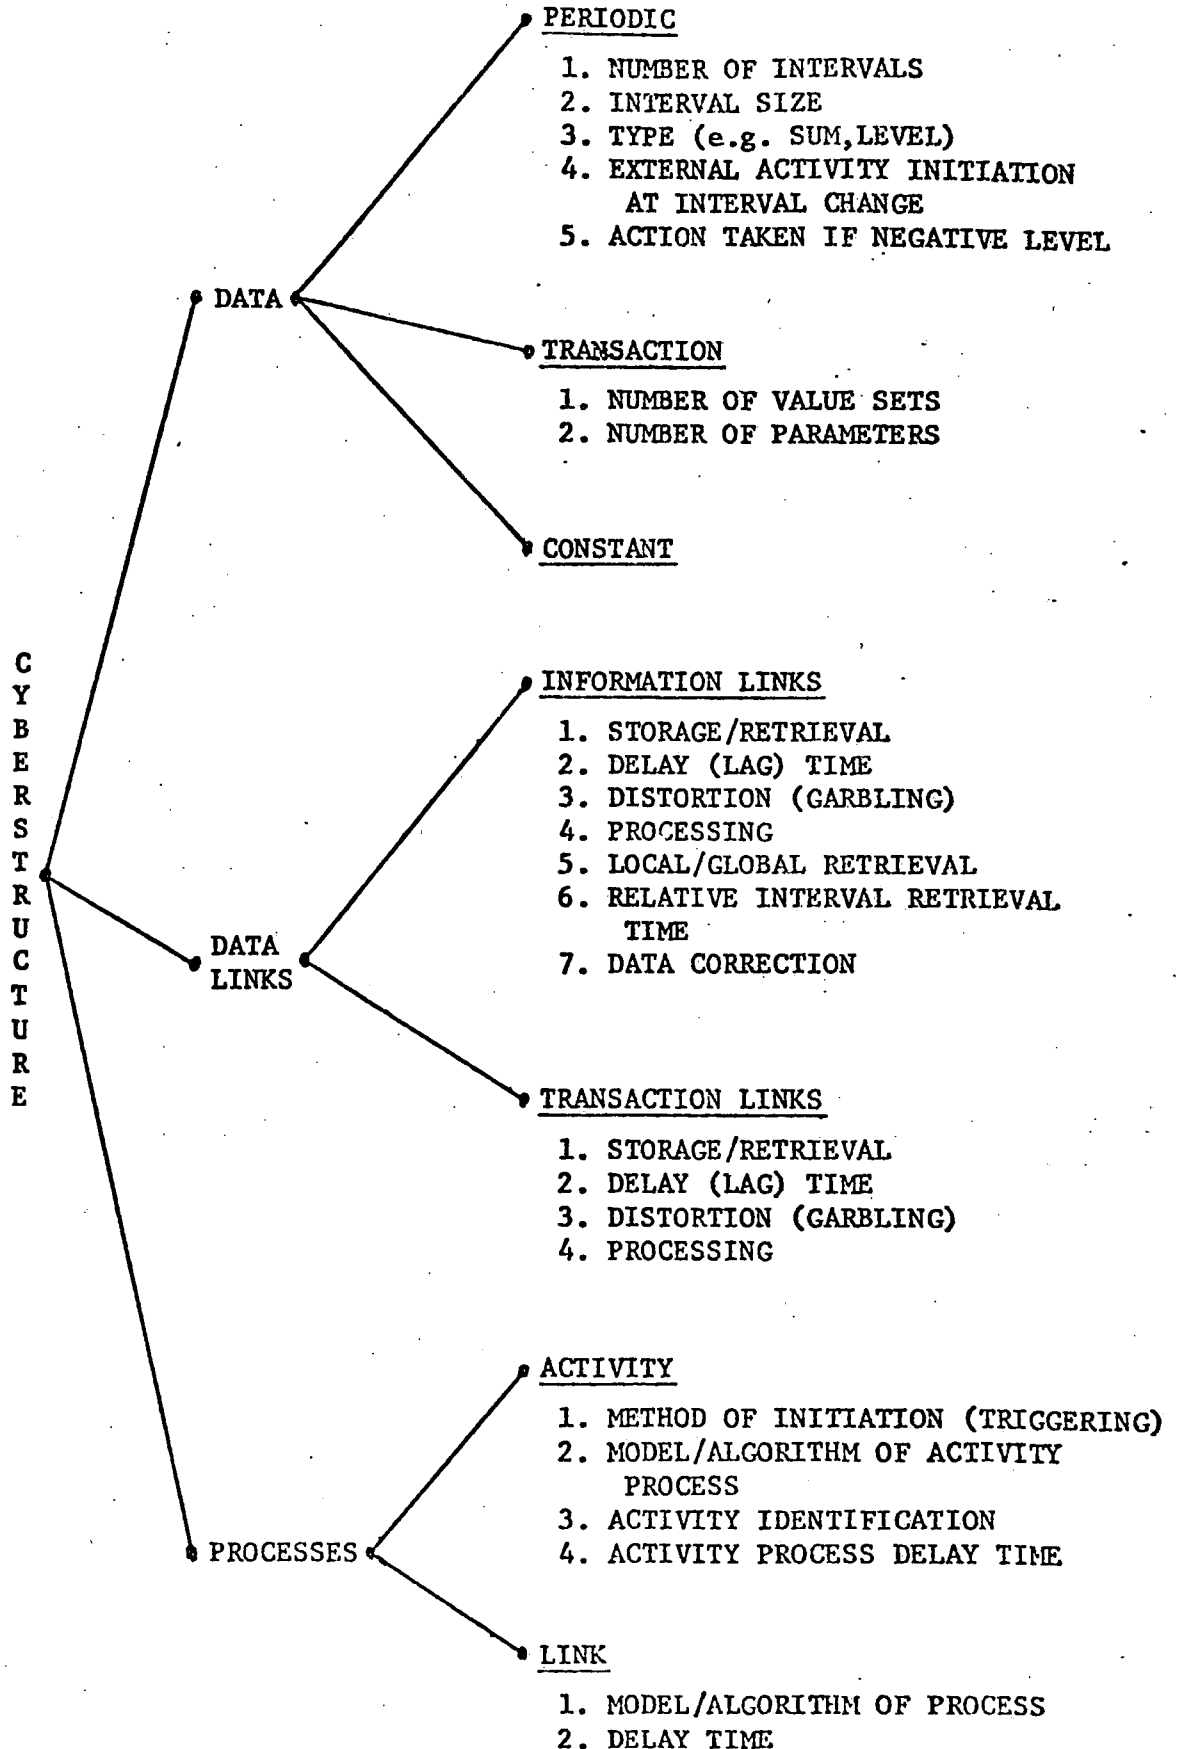 PERIODIC
1. NUMBER OF INTERVALS
2. INTERVAL SIZE
3. TYPE (e.g. SUM,LEVEL)
4. EXTERNAL ACTIVITY INITIATION
AT INTERVAL CHANGE
5. ACTION TAKEN IF NEGATIVE LEVEL
DATA
TRANSACTION
1. NUMBER OF VALUE SETS
2. NUMBER OF PARAMETERS
CONSTANT
CYBERSTRUCTURE
INFORMATION LINKS
1. STORAGE/RETRIEVAL
2. DELAY (LAG) TIME
3. DISTORTION (GARBLING)
4. PROCESSING
5. LOCAL/GLOBAL RETRIEVAL
6. RELATIVE INTERVAL RETRIEVAL
TIME
7. DATA CORRECTION
DATA
LINKS
TRANSACTION LINKS
1. STORAGE/RETRIEVAL
2. DELAY (LAG) TIME
3. DISTORTION (GARBLING)
4. PROCESSING
ACTIVITY
1. METHOD OF INITIATION (TRIGGERING)
2. MODEL/ALGORITHM OF ACTIVITY
PROCESS
3. ACTIVITY IDENTIFICATION
4. ACTIVITY PROCESS DELAY TIME
PROCESSES
LINK
1. MODEL/ALGORITHM OF PROCESS
2. DELAY TIME